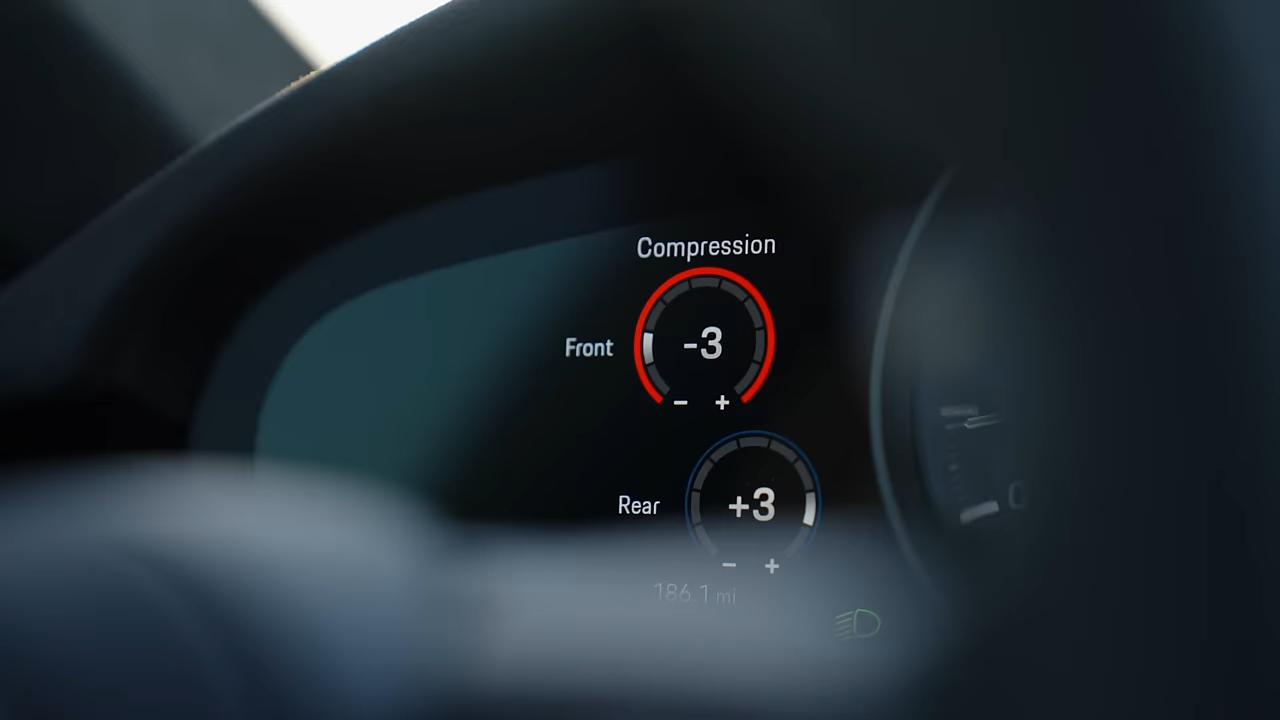 Compression
Front
-3
- +
Rear
+3
- +
186.1 mi